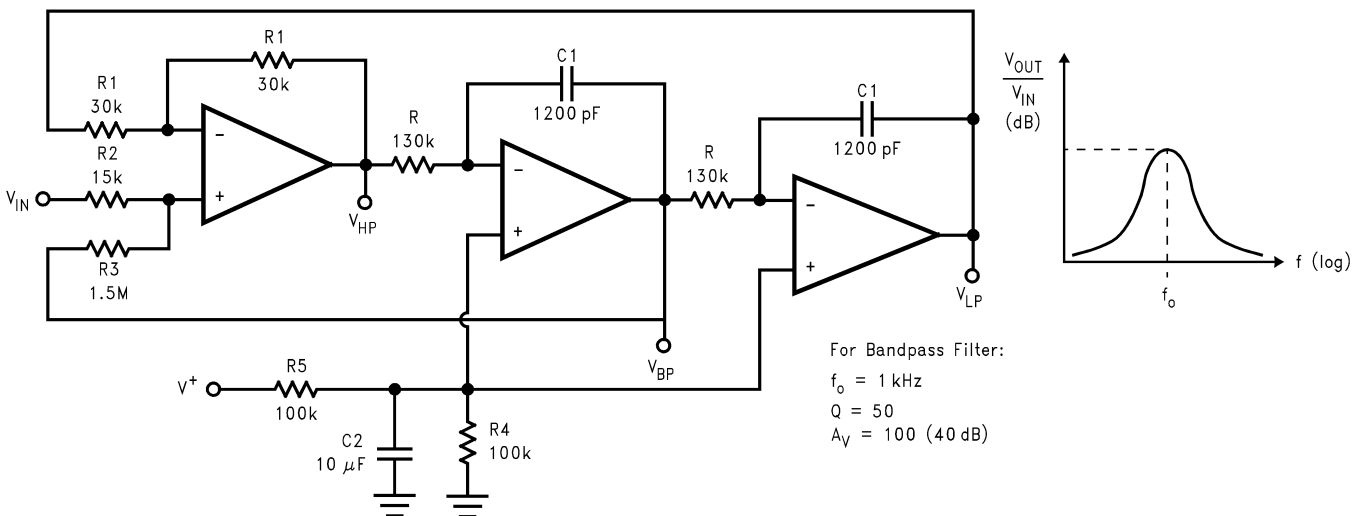 R1
30k
R1
30k
R2
15k
V_IN
R3
1.5M
-
+
V_HP
R
130k
C1
1200 pF
-
+
V_BP
R
130k
C1
1200 pF
-
+
V_LP
V⁺
R5
100k
C2
10 μF
R4
100k
V_OUT
V_IN
(dB)
f (log)
f_o
For Bandpass Filter:
f_o = 1 kHz
Q = 50
A_V = 100 (40 dB)